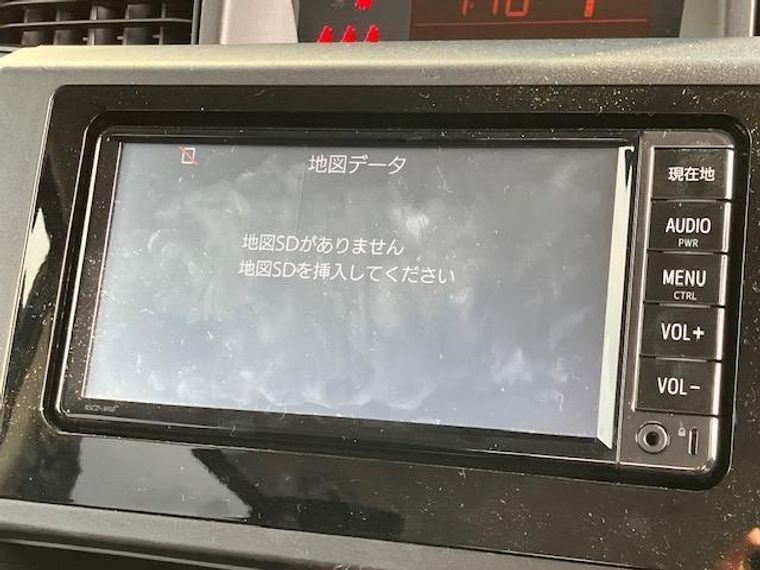 地図データ
地図SDがありません
地図SDを挿入してください
現在地
AUDIO
PWR
MENU
CTRL
VOL+
VOL-